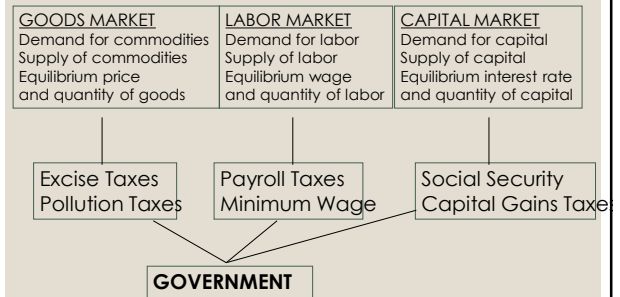 GOODS MARKET
Demand for commodities
Supply of commodities
Equilibrium price
and quantity of goods
LABOR MARKET
Demand for labor
Supply of labor
Equilibrium wage
and quantity of labor
CAPITAL MARKET
Demand for capital
Supply of capital
Equilibrium interest rate
and quantity of capital
Excise Taxes
Pollution Taxes
Payroll Taxes
Minimum Wage
Social Security
Capital Gains Taxes
GOVERNMENT